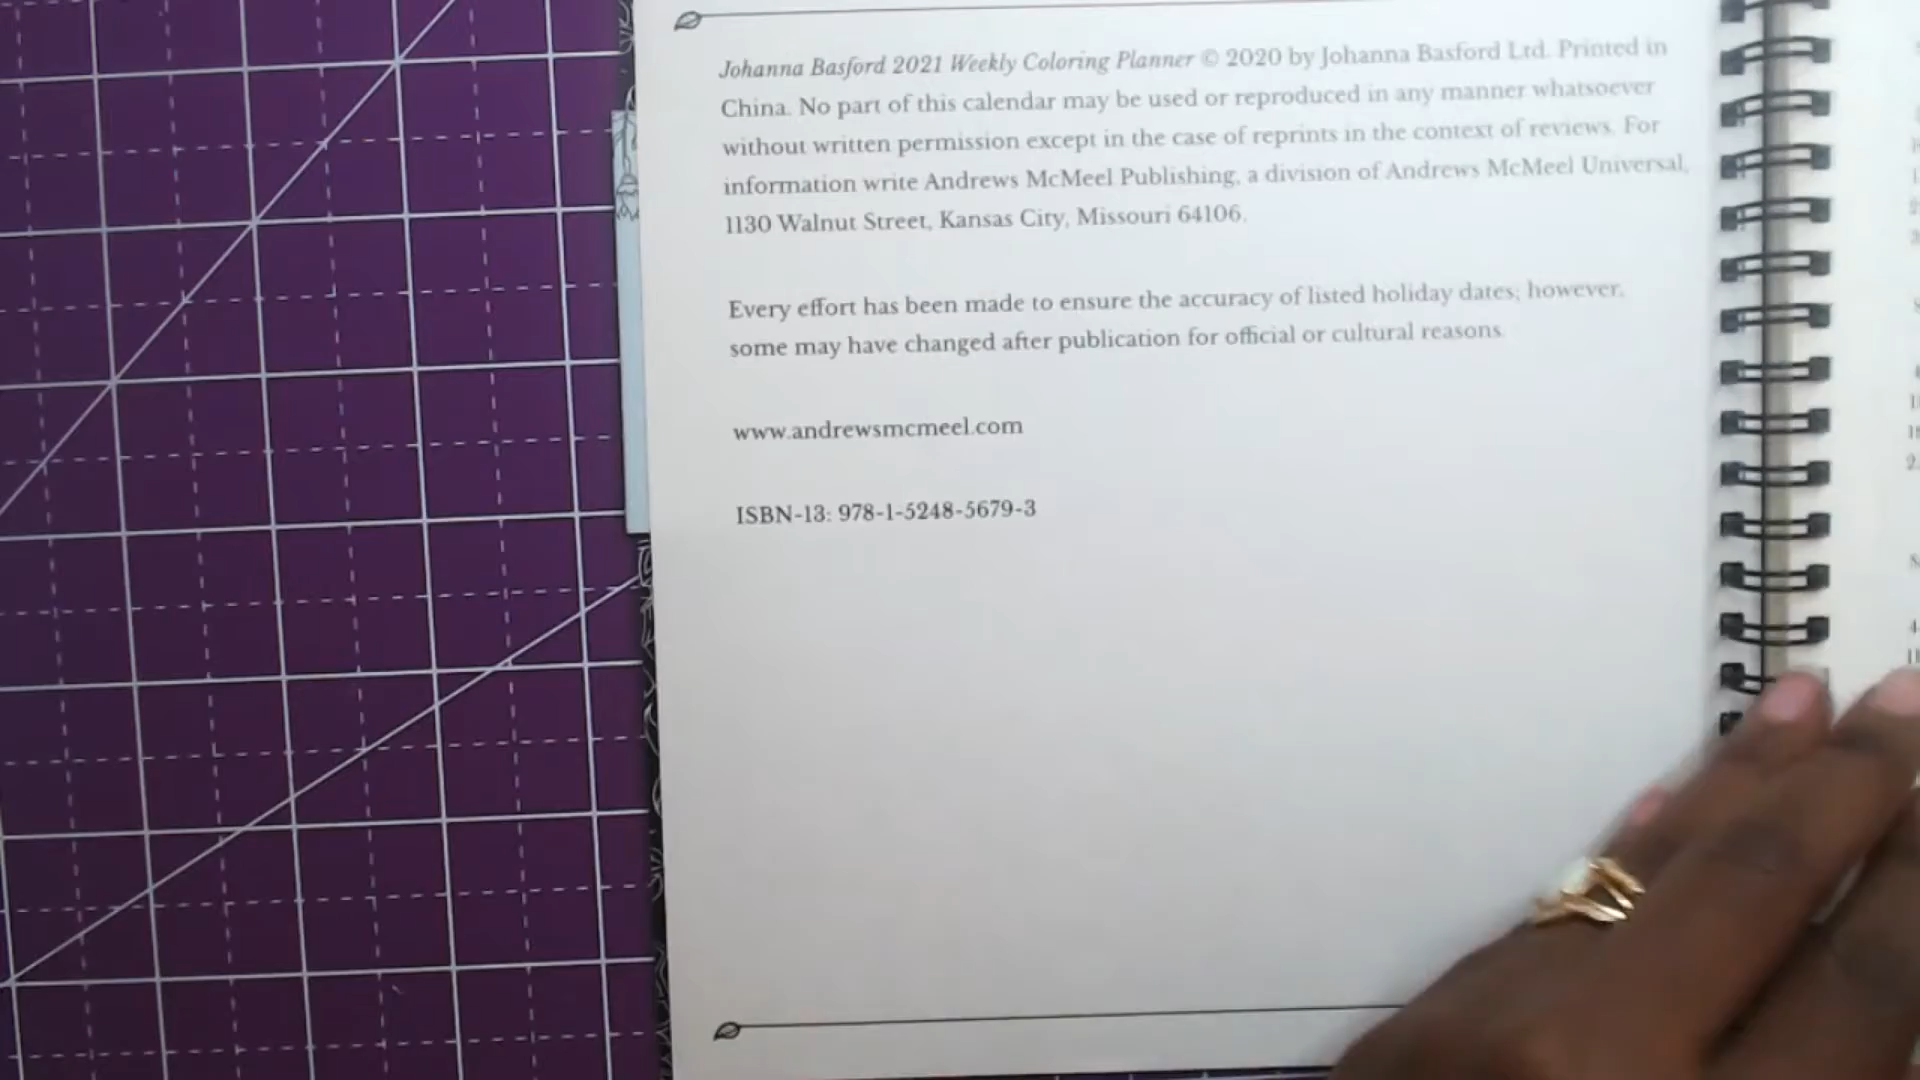 Johanna Basford 2021 Weekly Coloring Planner © 2020 by Johanna Basford Ltd. Printed in
China. No part of this calendar may be used or reproduced in any manner whatsoever
without written permission except in the case of reprints in the context of reviews. For
information write Andrews McMeel Publishing, a division of Andrews McMeel Universal,
1130 Walnut Street, Kansas City, Missouri 64106.
Every effort has been made to ensure the accuracy of listed holiday dates; however,
some may have changed after publication for official or cultural reasons.
www.andrewsmcmeel.com
ISBN-13: 978-1-5248-5679-3